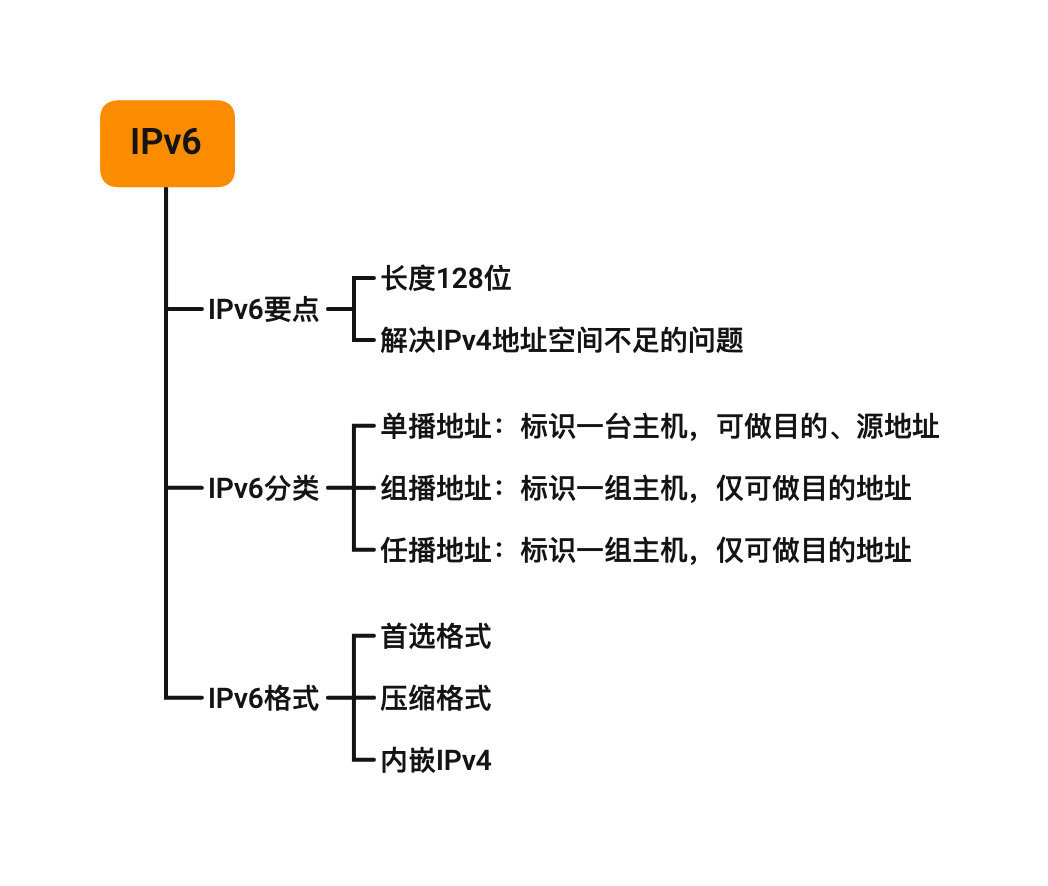 IPv6
IPv6要点
长度128位
解决IPv4地址空间不足的问题
IPv6分类
单播地址：标识一台主机，可做目的、源地址
组播地址：标识一组主机，仅可做目的地址
任播地址：标识一组主机，仅可做目的地址
IPv6格式
首选格式
压缩格式
内嵌IPv4